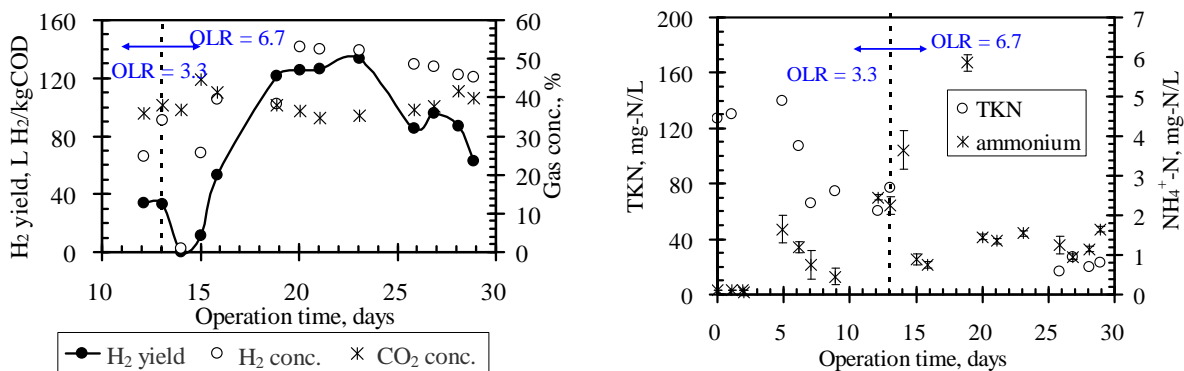 160
140
120
100
80
60
40
20
0
H₂ yield, L H₂/kgCOD
60
50
40
30
20
10
0
Gas conc., %
OLR = 6.7
OLR = 3.3
10 15 20 25 30
Operation time, days
H₂ yield H₂ conc. CO₂ conc.
200
160
120
80
40
0
TKN, mg-N/L
7
6
5
4
3
2
1
0
NH₄⁺-N, mg-N/L
OLR = 6.7
OLR = 3.3
TKN
ammonium
0 5 10 15 20 25 30
Operation time, days